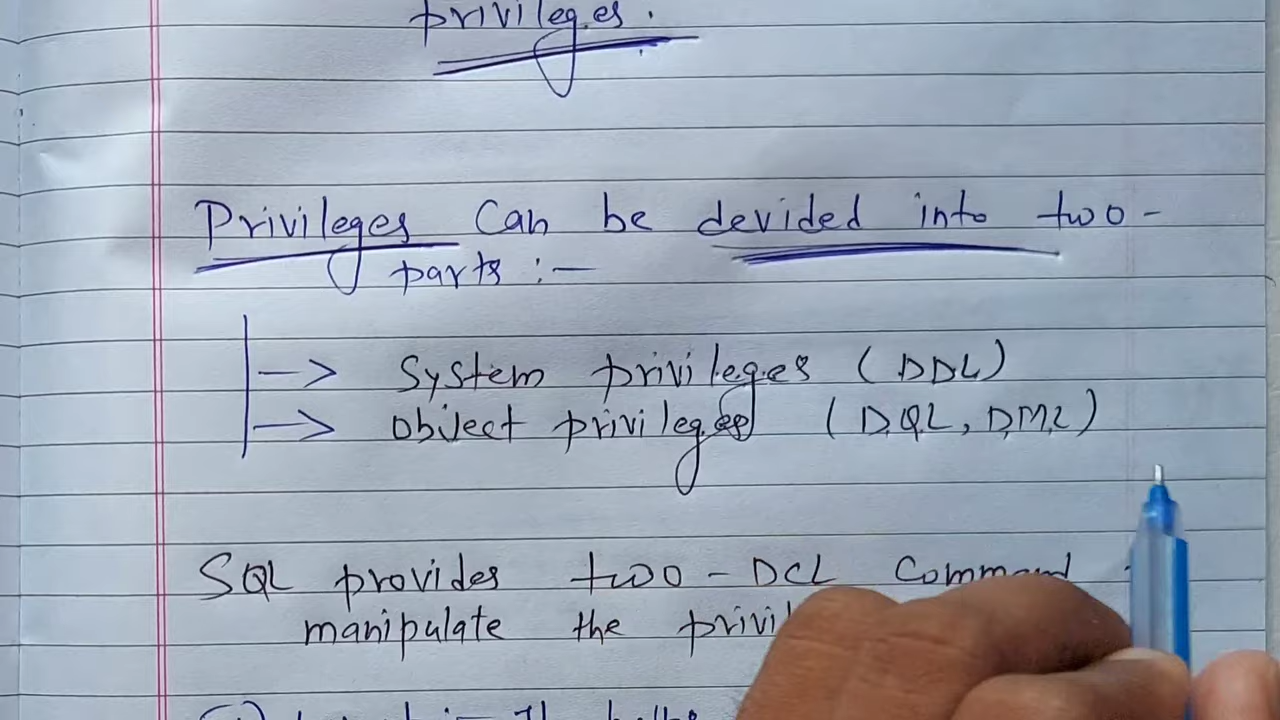 privileges.
Privileges Can be devided into two -
parts :—
System privileges (DDL)
Object privileges (DQL, DML)
SQL provides two - DCL Command
manipulate the